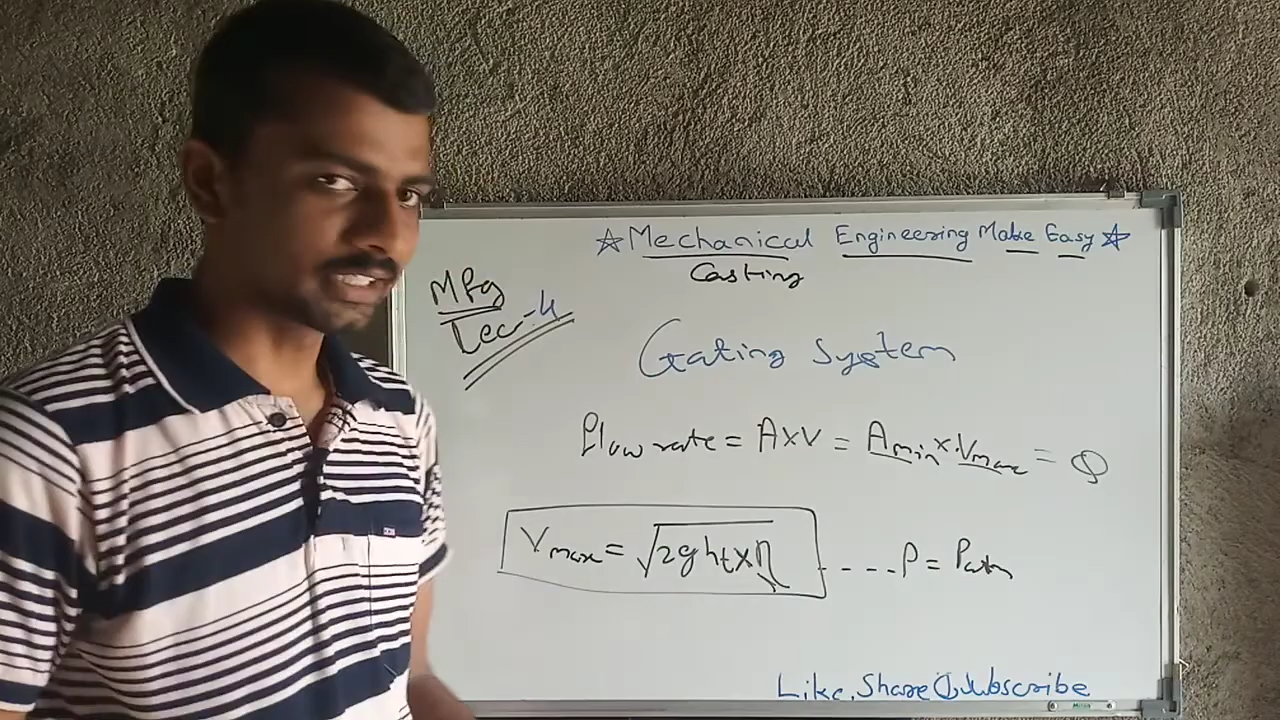 ☆ Mechanical Engineering Make Easy ☆
Casting
Mfg
Lec-4
Gating System
Flow rate = A×V = Amin × Vmax = Q
Vmax = √2ght×η ---- P = Patm
Like, Share & Subscribe